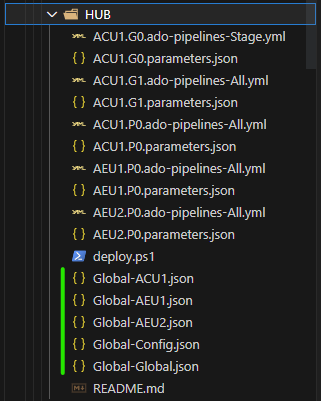 HUB
ACU1.G0.ado-pipelines-Stage.yml
ACU1.G0.parameters.json
ACU1.G1.ado-pipelines-All.yml
ACU1.G1.parameters.json
ACU1.P0.ado-pipelines-All.yml
ACU1.P0.parameters.json
AEU1.P0.ado-pipelines-All.yml
AEU1.P0.parameters.json
AEU2.P0.ado-pipelines-All.yml
AEU2.P0.parameters.json
deploy.ps1
Global-ACU1.json
Global-AEU1.json
Global-AEU2.json
Global-Config.json
Global-Global.json
README.md